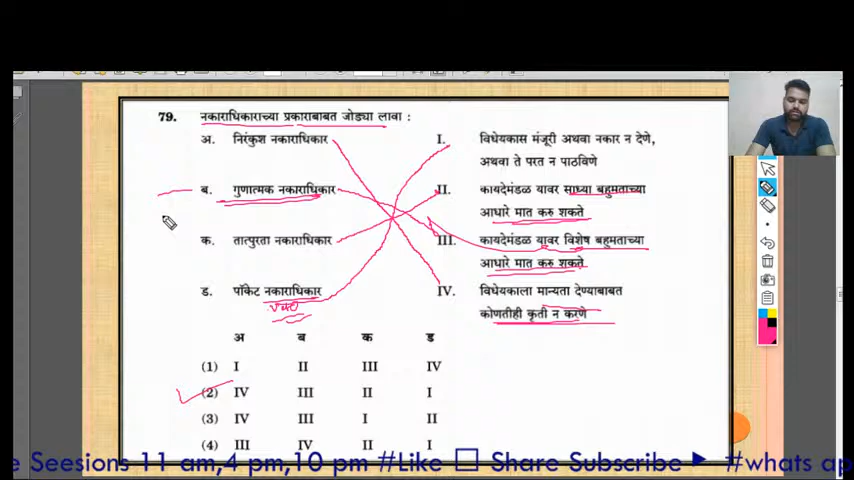 79. नकाराधिकाराच्या प्रकाराबाबत जोड्या लावा :
अ. निरंकुश नकाराधिकार I. विधेयकास मंजूरी अथवा नकार न देणे,
अथवा ते परत न पाठविणे
ब. गुणात्मक नकाराधिकार II. कायदेमंडळ यावर साध्या बहुमताच्या
आधारे मात करु शकते
क. तात्पुरता नकाराधिकार III. कायदेमंडळ यावर विशेष बहुमताच्या
आधारे मात करु शकते
ड. पॉकेट नकाराधिकार IV. विधेयकाला मान्यता देण्याबाबत
कोणतीही कृती न करणे
अ ब क ड
(1) I II III IV
(2) IV III II I
(3) IV III I II
(4) III IV II I
e Seesions 11 am,4 pm,10 pm #Like Share Subscribe #whats ap